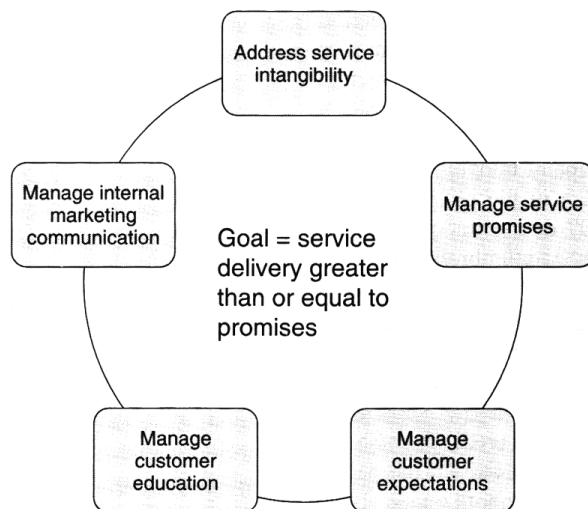 Address service
intangibility
Manage service
promises
Manage
customer
expectations
Manage
customer
education
Manage internal
marketing
communication
Goal = service
delivery greater
than or equal to
promises